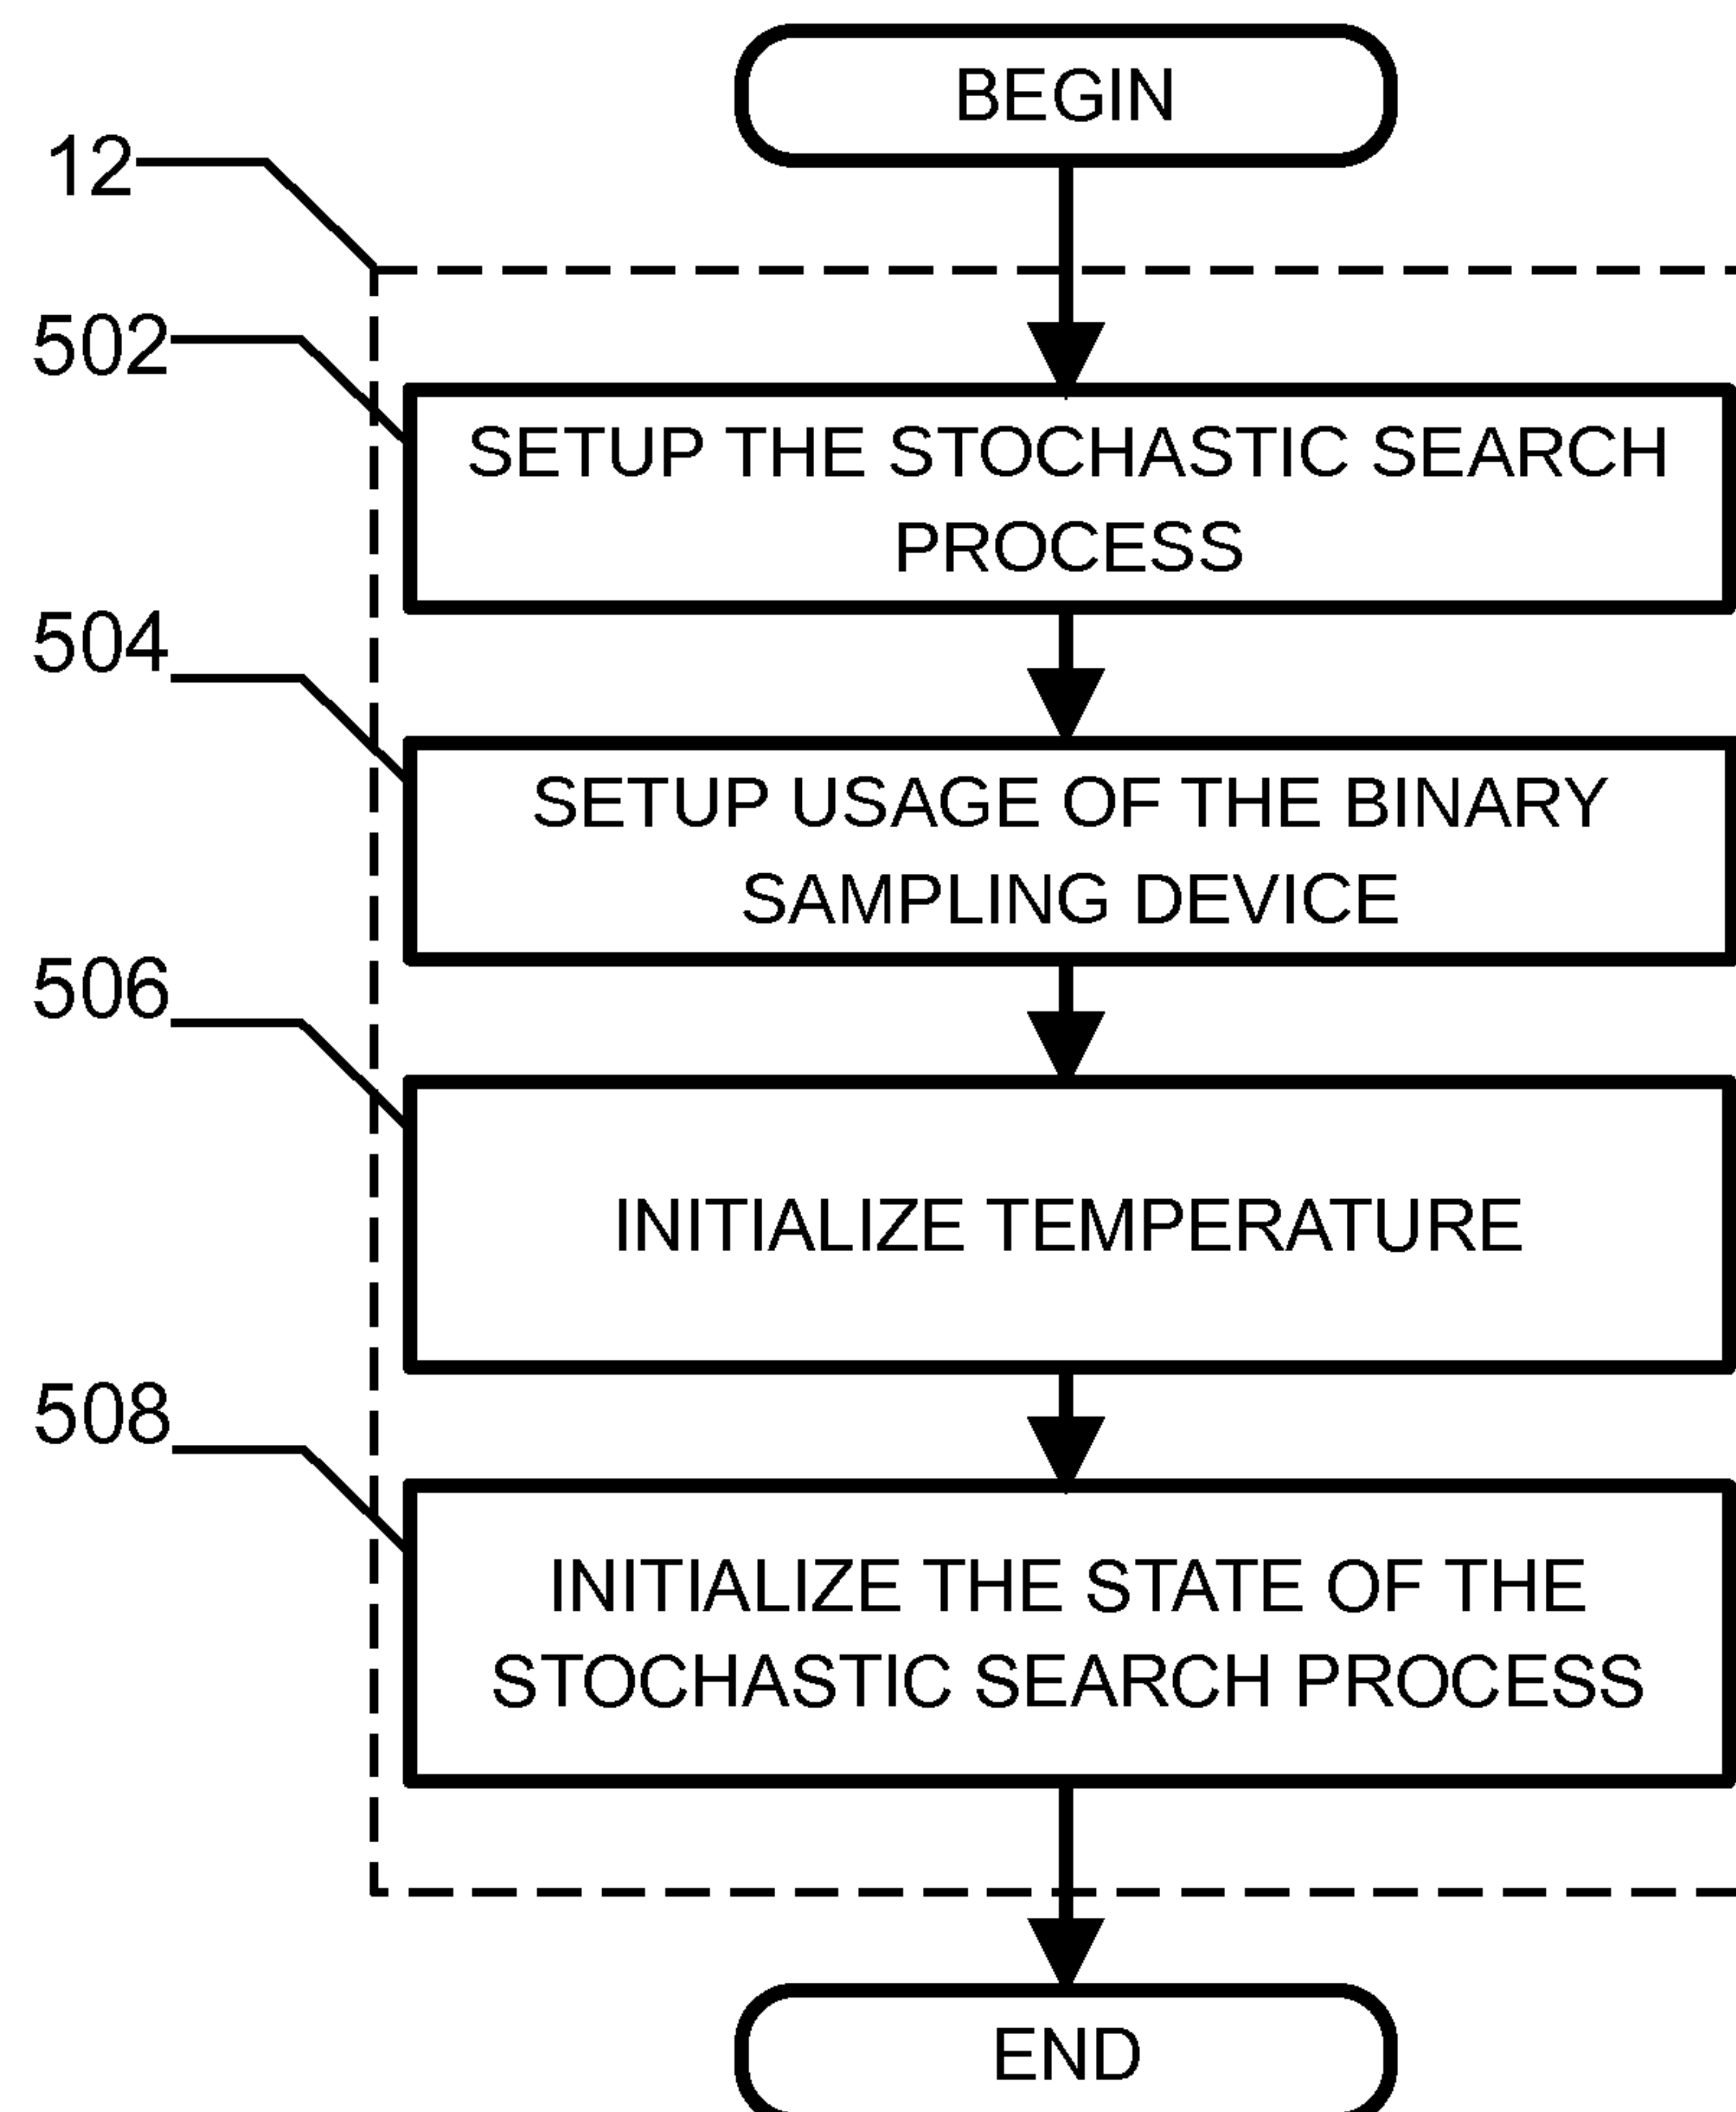 BEGIN
12
502
SETUP THE STOCHASTIC SEARCH
PROCESS
504
SETUP USAGE OF THE BINARY
SAMPLING DEVICE
506
INITIALIZE TEMPERATURE
508
INITIALIZE THE STATE OF THE
STOCHASTIC SEARCH PROCESS
END